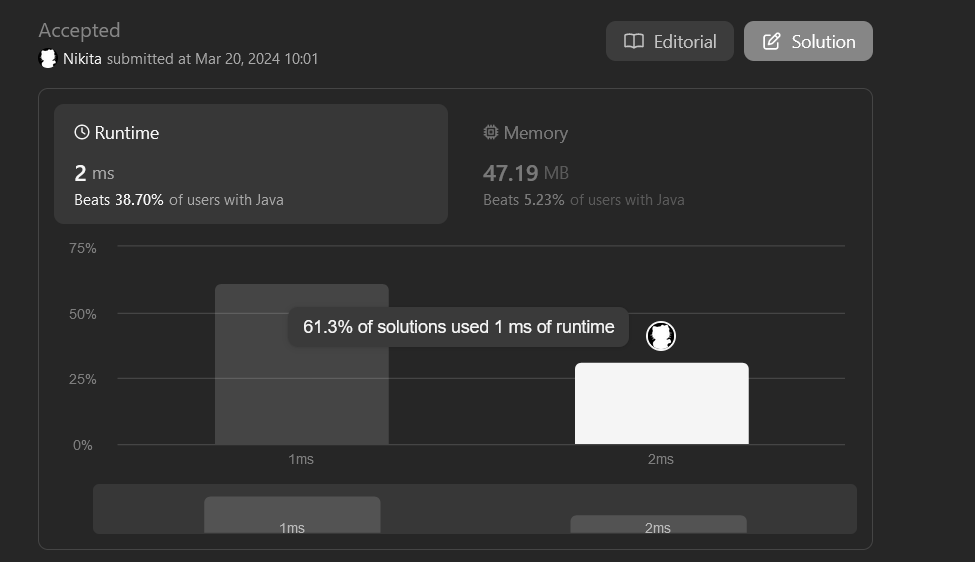 Accepted
Nikita submitted at Mar 20, 2024 10:01
Editorial
Solution
Runtime
2 ms
Beats 38.70% of users with Java
Memory
47.19 MB
Beats 5.23% of users with Java
75%
50%
25%
0%
61.3% of solutions used 1 ms of runtime
1ms
2ms
1ms
2ms